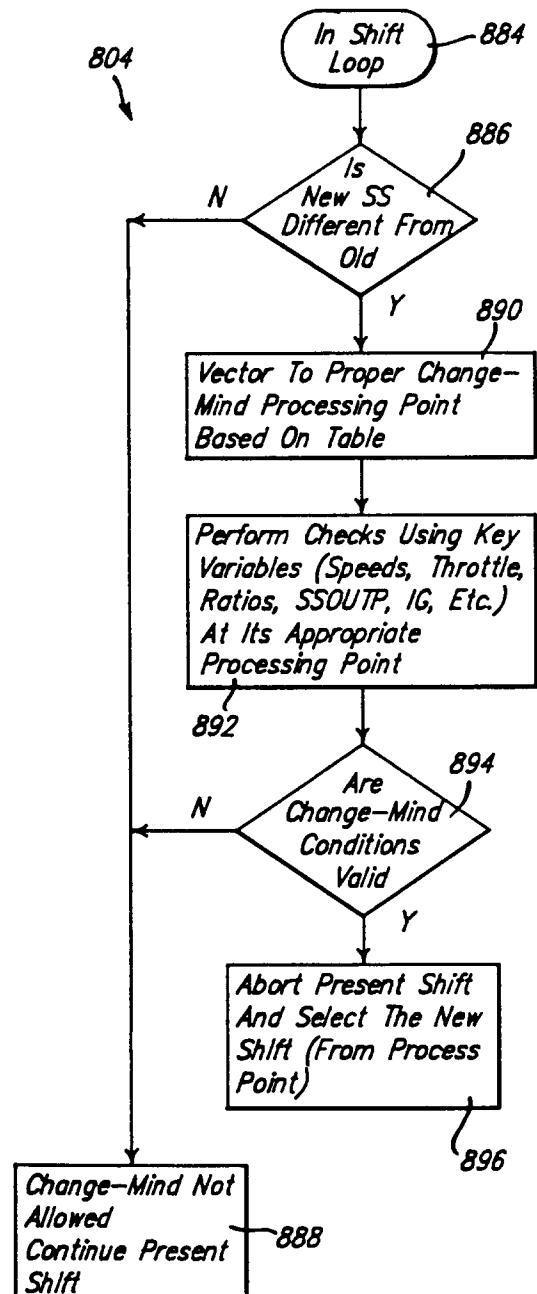 804
In Shift
Loop
884
886
Is
New SS
Different From
Old
N
Y
890
Vector To Proper Change-
Mind Processing Point
Based On Table
Perform Checks Using Key
Variables (Speeds, Throttle,
Ratios, SSOUTP, IG, Etc.)
At Its Appropriate
Processing Point
892
894
Are
Change-Mind
Conditions
Valid
N
Y
Abort Present Shift
And Select The New
Shift (From Process
Point)
896
Change-Mind Not
Allowed
Continue Present
Shift
888